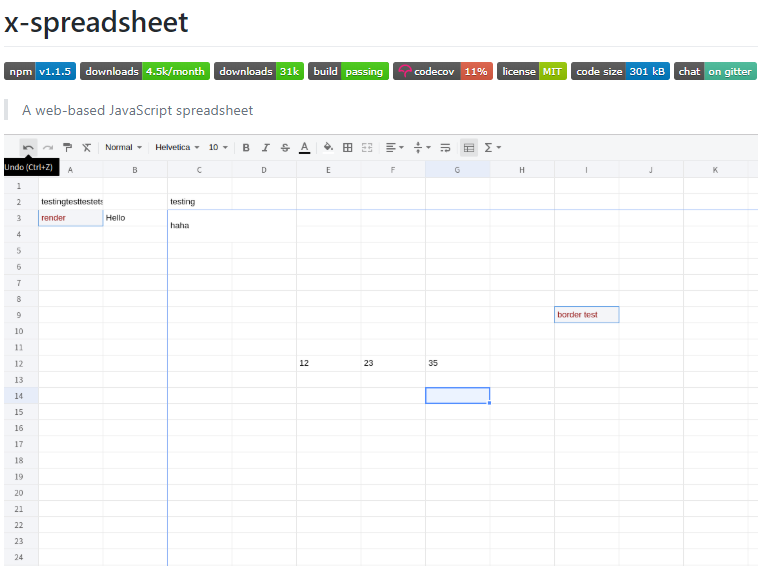 x-spreadsheet
npm v1.1.5 downloads 4.5k/month downloads 31k build passing codecov 11% license MIT code size 301 kB chat on gitter
A web-based JavaScript spreadsheet
Normal Helvetica 10 B I S A Σ
Undo (Ctrl+Z)
A B C D E F G H I J K
1
2 testingtesttestets testing
3 render Hello
haha
4
5
6
7
8
9 border test
10
11
12 12 23 35
13
14
15
16
17
18
19
20
21
22
23
24